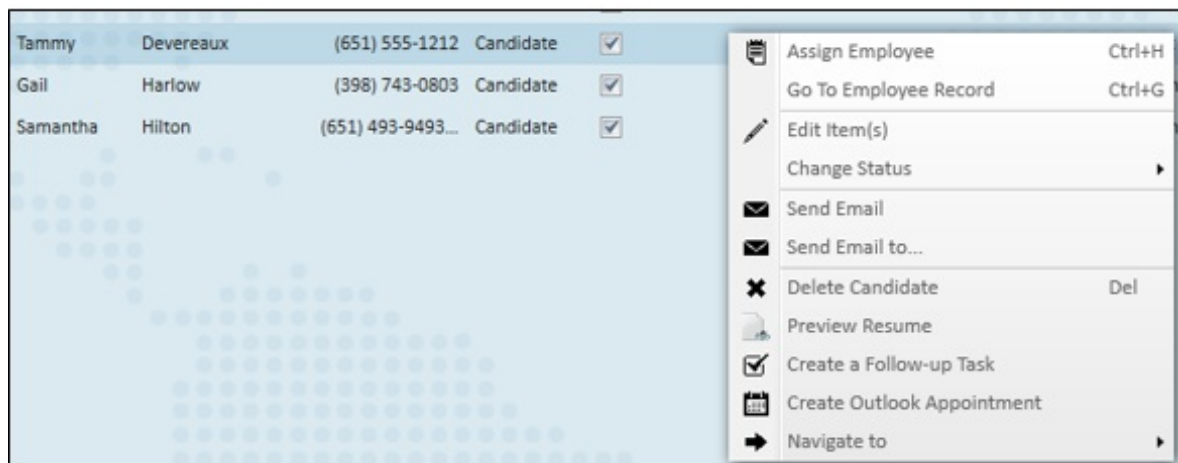 Tammy Devereaux (651) 555-1212 Candidate
Gail Harlow (398) 743-0803 Candidate
Samantha Hilton (651) 493-9493... Candidate
Assign Employee Ctrl+H
Go To Employee Record Ctrl+G
Edit Item(s)
Change Status
Send Email
Send Email to...
Delete Candidate Del
Preview Resume
Create a Follow-up Task
Create Outlook Appointment
Navigate to